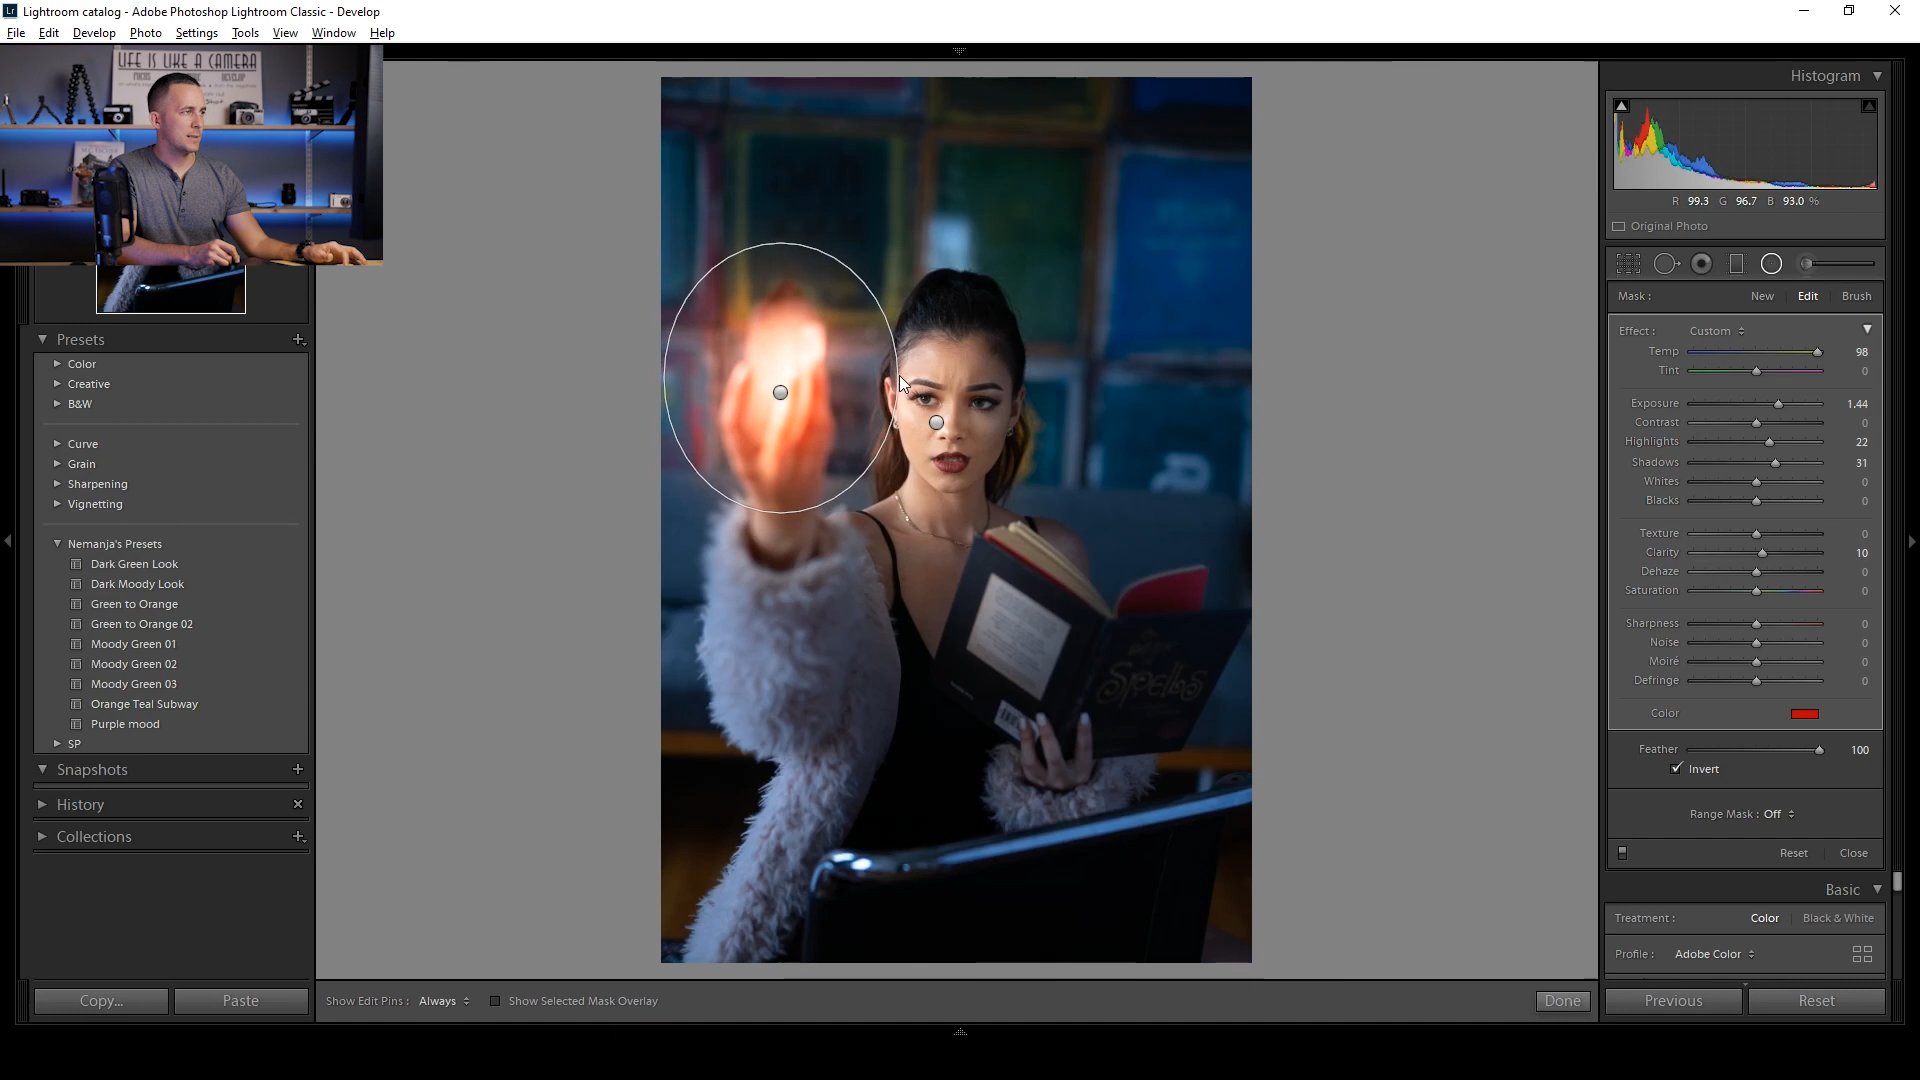 Lr Lightroom catalog - Adobe Photoshop Lightroom Classic - Develop
File Edit Develop Photo Settings Tools View Window Help
LIFE IS LIKE A CAMERA
Histogram
R 99.3 G 96.7 B 93.0 %
Original Photo
Mask : New Edit Brush
Effect : Custom
Temp 98
Tint 0
Exposure 1.44
Contrast 0
Highlights 22
Shadows 31
Whites 0
Blacks 0
Texture 0
Clarity 10
Dehaze 0
Saturation 0
Sharpness 0
Noise 0
Moiré 0
Defringe 0
Color
Feather 100
Invert
Range Mask : Off
Reset Close
Basic
Treatment : Color Black & White
Profile : Adobe Color
Previous Reset
Presets
Color
Creative
B&W
Curve
Grain
Sharpening
Vignetting
Nemanja's Presets
Dark Green Look
Dark Moody Look
Green to Orange
Green to Orange 02
Moody Green 01
Moody Green 02
Moody Green 03
Orange Teal Subway
Purple mood
SP
Snapshots
History
Collections
Copy... Paste
Show Edit Pins : Always Show Selected Mask Overlay Done
Spells